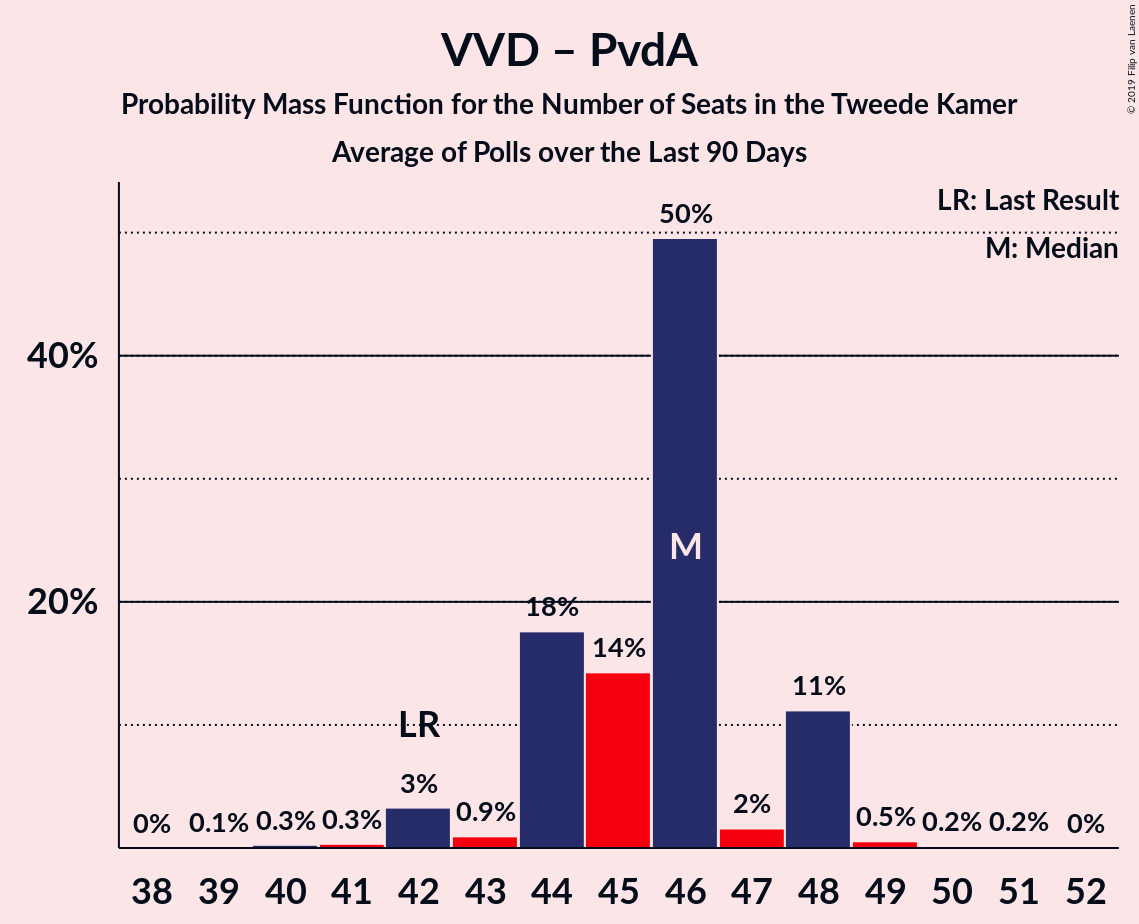 VVD – PvdA
Probability Mass Function for the Number of Seats in the Tweede Kamer
Average of Polls over the Last 90 Days
© 2019 Filip van Laenen
LR: Last Result
M: Median
50%
40%
M
20%
18%
14%
11%
LR
3%
2%
0%
0.1%
0.3%
0.3%
0.9%
0.5%
0.2%
0.2%
0%
38 39 40 41 42 43 44 45 46 47 48 49 50 51 52